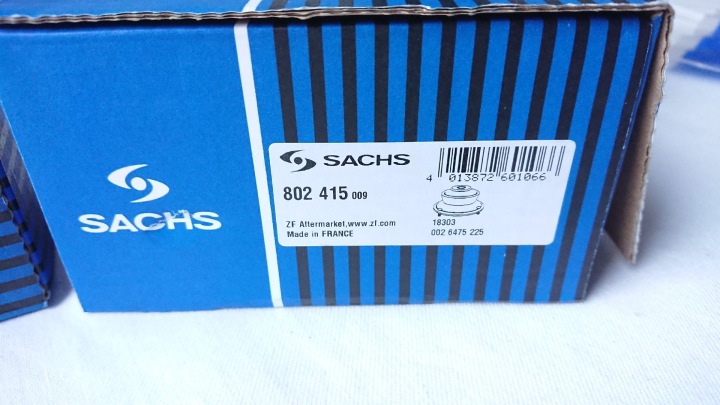 SACHS
SACHS
802 415 009
4 013872 601066
ZF Aftermarket,www.zf.com
Made in FRANCE
18303
002 6475 225